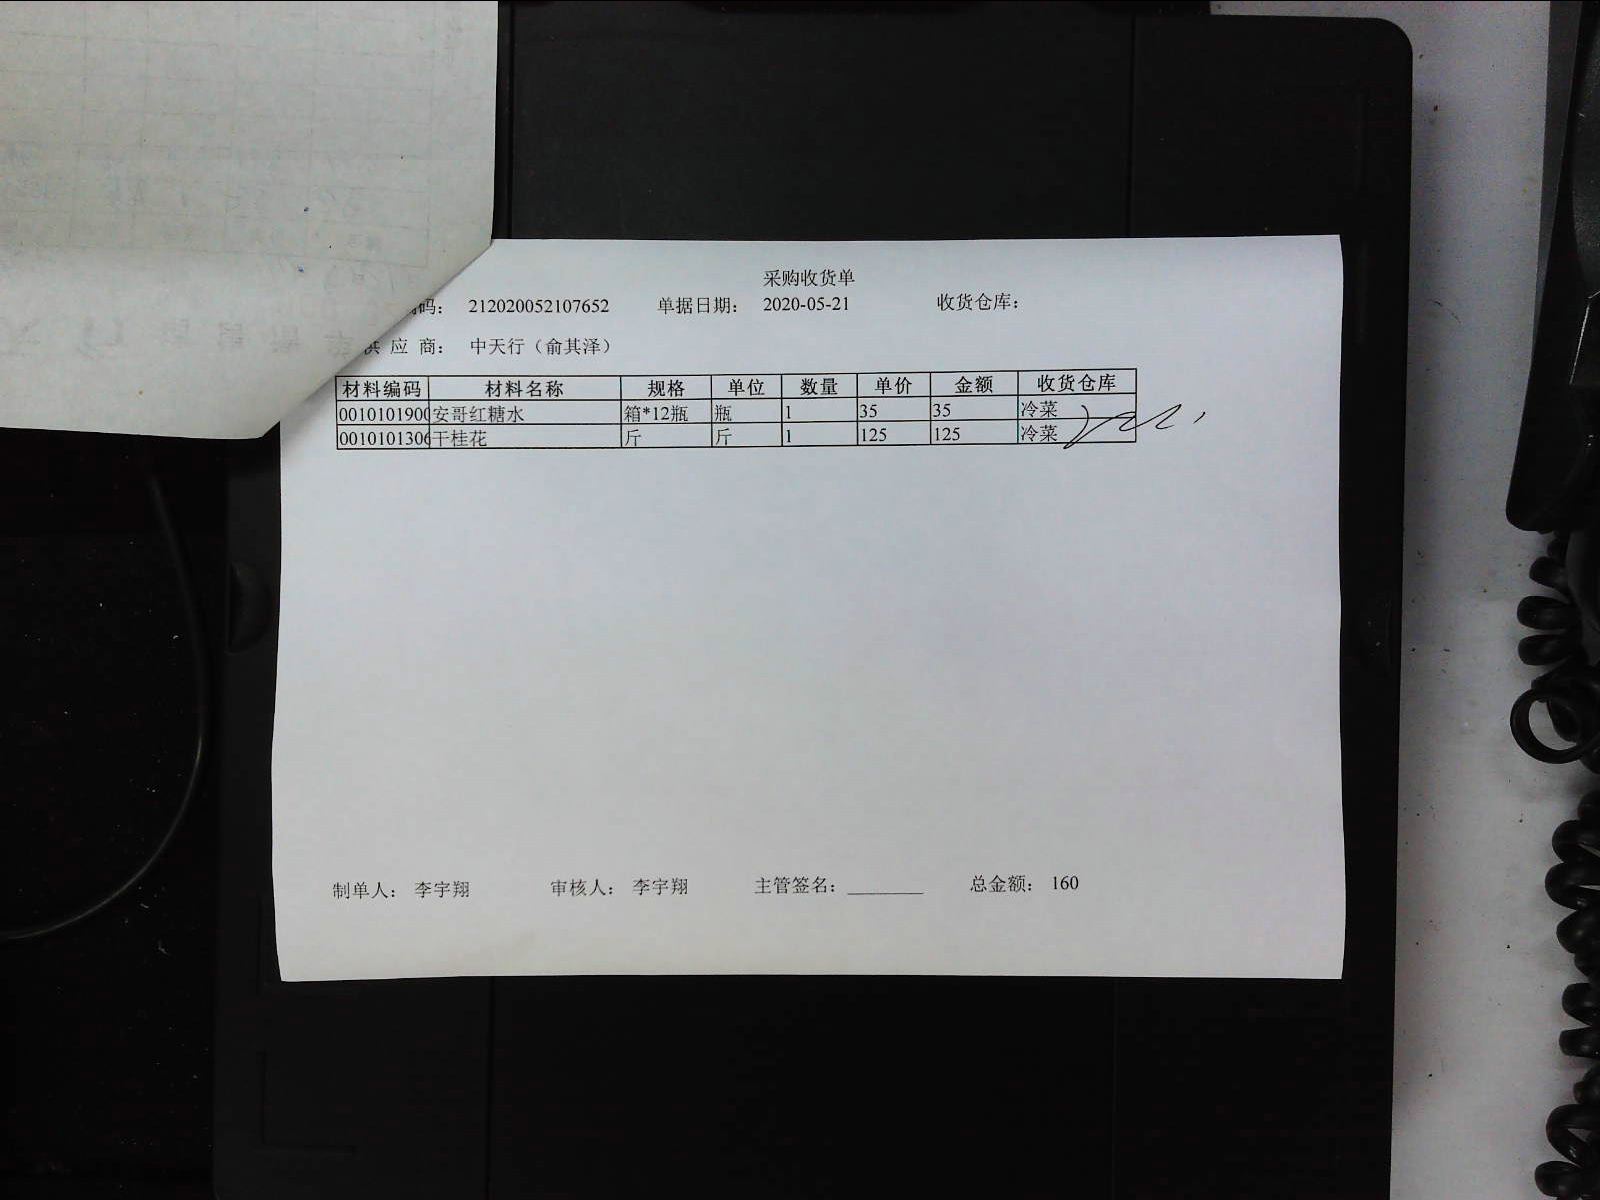 采购收货单
码： 212020052107652 单据日期： 2020-05-21 收货仓库：
供 应 商： 中天行（俞其泽）
材料编码 材料名称 规格 单位 数量 单价 金额 收货仓库
0010101900 安哥红糖水 箱*12瓶 瓶 1 35 35 冷菜
0010101306 干桂花 斤 斤 1 125 125 冷菜
制单人： 李宇翔 审核人： 李宇翔 主管签名： ________ 总金额： 160